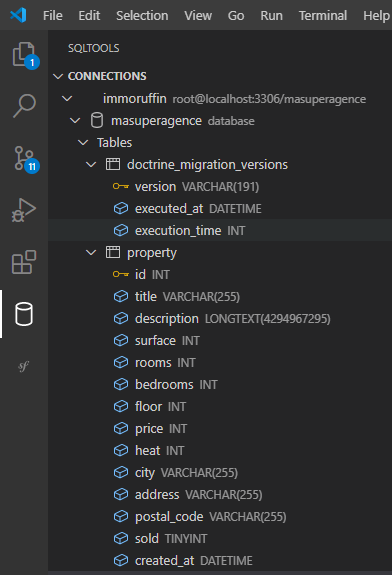 File Edit Selection View Go Run Terminal Help
SQLTOOLS
1
CONNECTIONS
immoruffin root@localhost:3306/masuperagence
masuperagence database
Tables
11
doctrine_migration_versions
version VARCHAR(191)
executed_at DATETIME
execution_time INT
property
id INT
title VARCHAR(255)
description LONGTEXT(4294967295)
surface INT
rooms INT
sf
bedrooms INT
floor INT
price INT
heat INT
city VARCHAR(255)
address VARCHAR(255)
postal_code VARCHAR(255)
sold TINYINT
created_at DATETIME